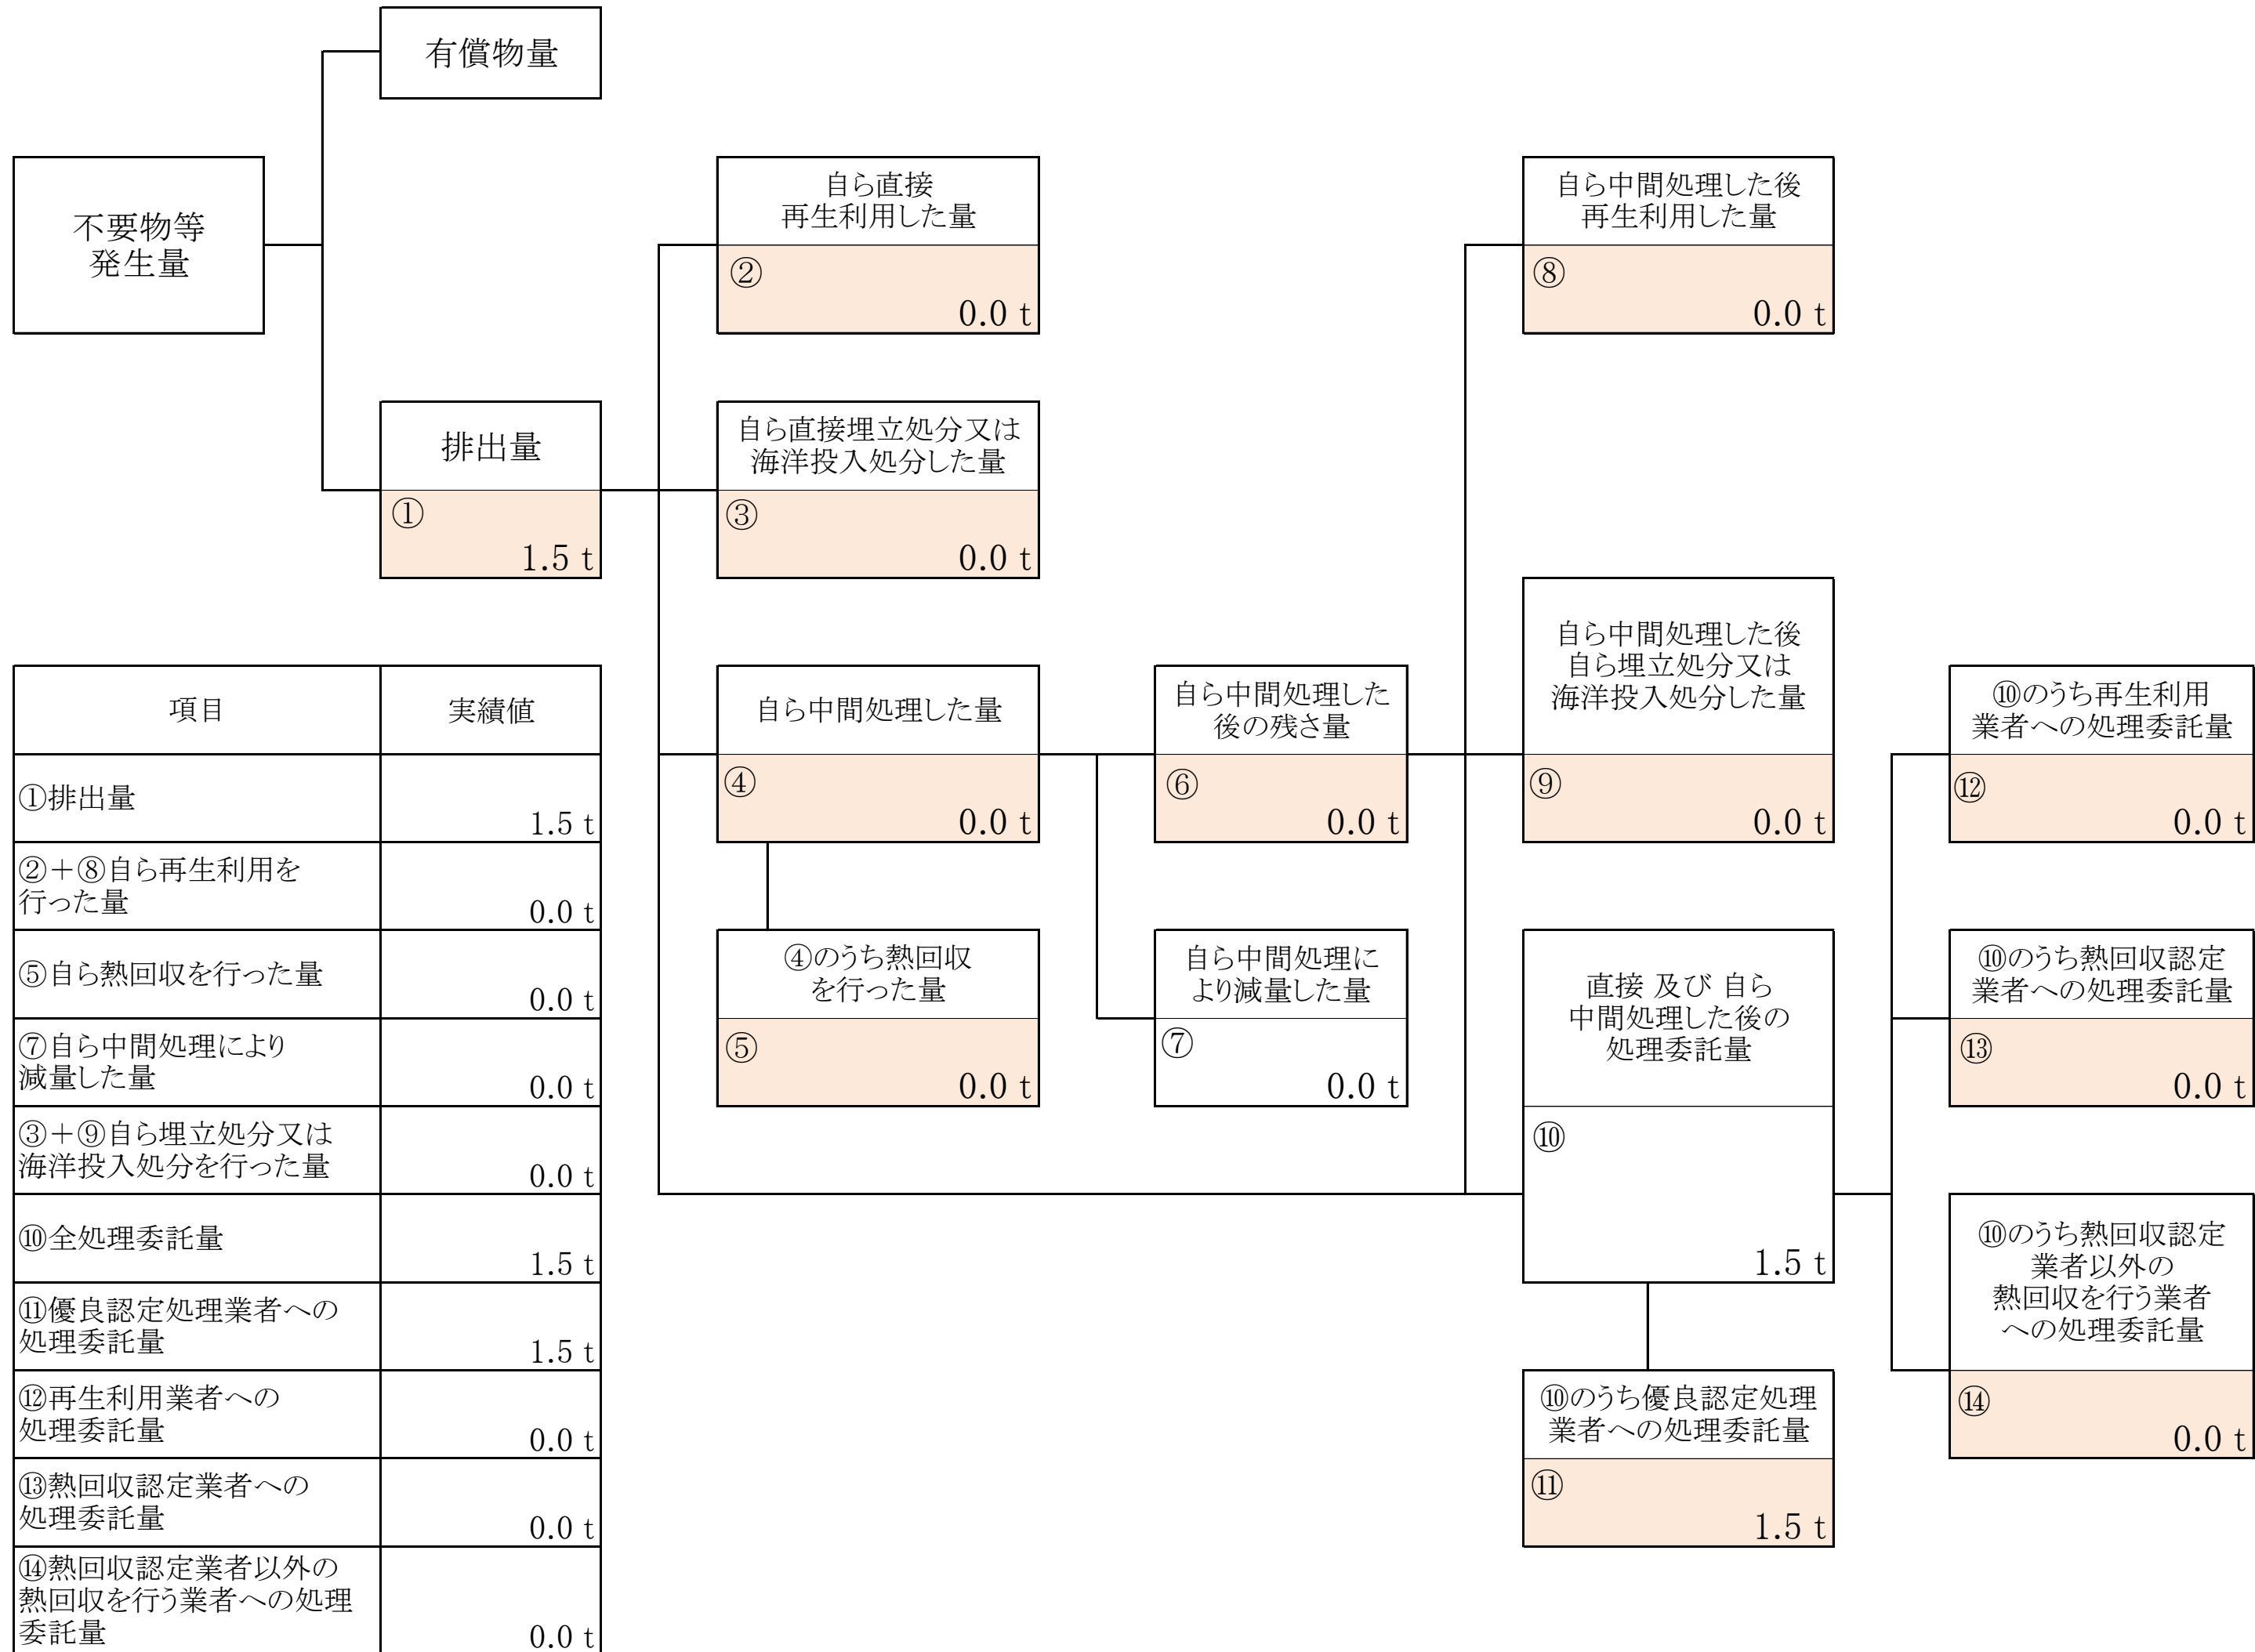 有償物量
不要物等
発生量
自ら直接
再生利用した量
②
0.0 t
自ら中間処理した後
再生利用した量
⑧
0.0 t
排出量
①
1.5 t
自ら直接埋立処分又は
海洋投入処分した量
③
0.0 t
自ら中間処理した量
④
0.0 t
自ら中間処理した
後の残さ量
⑥
0.0 t
自ら中間処理した後
自ら埋立処分又は
海洋投入処分した量
⑨
0.0 t
⑩のうち再生利用
業者への処理委託量
⑫
0.0 t
④のうち熱回収
を行った量
⑤
0.0 t
自ら中間処理に
より減量した量
⑦
0.0 t
直接 及び 自ら
中間処理した後の
処理委託量
⑩
1.5 t
⑩のうち熱回収認定
業者への処理委託量
⑬
0.0 t
⑩のうち熱回収認定
業者以外の
熱回収を行う業者
への処理委託量
⑭
0.0 t
⑩のうち優良認定処理
業者への処理委託量
⑪
1.5 t
項目
実績値
①排出量
1.5 t
②＋⑧自ら再生利用を
行った量
0.0 t
⑤自ら熱回収を行った量
0.0 t
⑦自ら中間処理により
減量した量
0.0 t
③＋⑨自ら埋立処分又は
海洋投入処分を行った量
0.0 t
⑩全処理委託量
1.5 t
⑪優良認定処理業者への
処理委託量
1.5 t
⑫再生利用業者への
処理委託量
0.0 t
⑬熱回収認定業者への
処理委託量
0.0 t
⑭熱回収認定業者以外の
熱回収を行う業者への処理
委託量
0.0 t